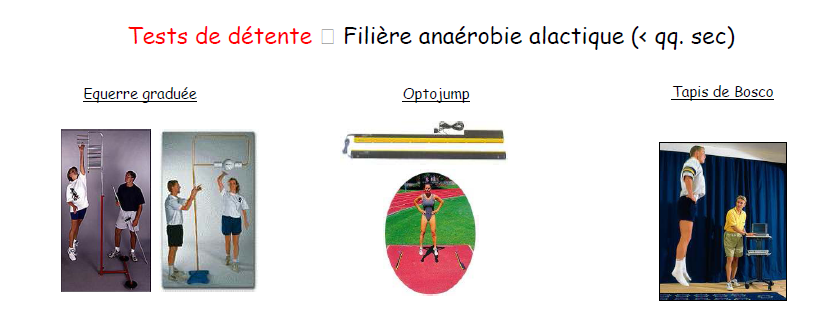 Tests de détente □ Filière anaérobie alactique (< qq. sec)
Equerre graduée
Optojump
Tapis de Bosco